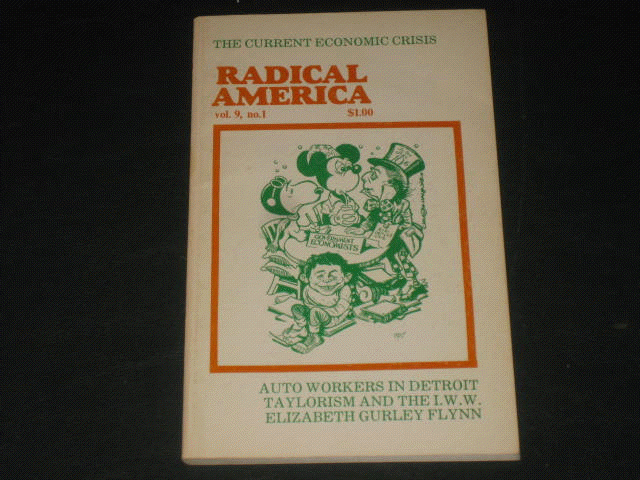 THE CURRENT ECONOMIC CRISIS
RADICAL
AMERICA
vol. 9, no.1 $1.00
GOVERNMENT
ECONOMISTS
AUTO WORKERS IN DETROIT
TAYLORISM AND THE I.W.W.
ELIZABETH GURLEY FLYNN